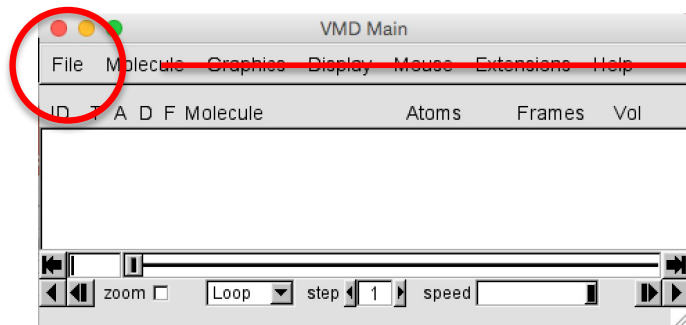 VMD Main
File Molecule Graphics Display Mouse Extensions Help
ID T A D F Molecule Atoms Frames Vol
zoom Loop step 1 speed